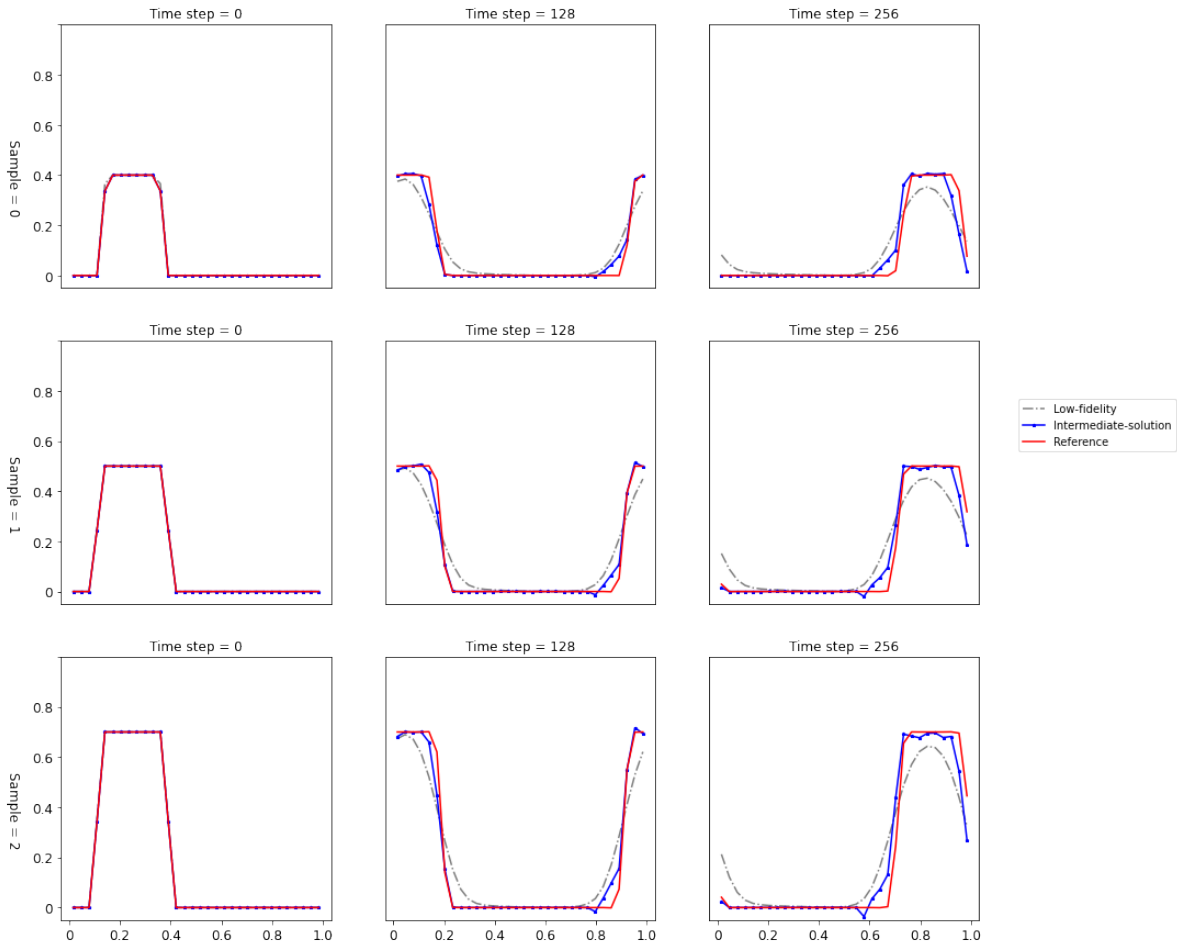 Time step = 0
Time step = 128
Time step = 256
0.8
0.6
0.4
0.2
0
Sample = 0
Time step = 0
Time step = 128
Time step = 256
0.8
0.6
0.4
0.2
0
Sample = 1
Low-fidelity
Intermediate-solution
Reference
Time step = 0
Time step = 128
Time step = 256
0.8
0.6
0.4
0.2
0
Sample = 2
0 0.2 0.4 0.6 0.8 1.0
0 0.2 0.4 0.6 0.8 1.0
0 0.2 0.4 0.6 0.8 1.0